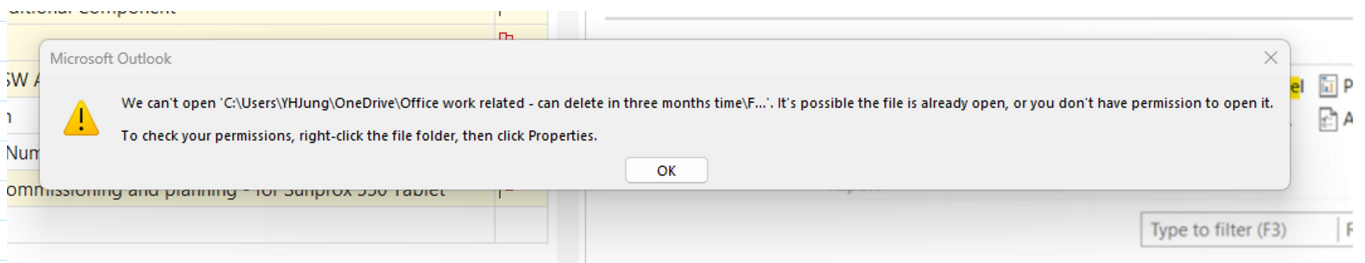 Component
Microsoft Outlook
SW A
We can't open 'C:\Users\YHJung\OneDrive\Office work related - can delete in three months time\F...'. It's possible the file is already open, or you don't have permission to open it.
To check your permissions, right-click the file folder, then click Properties.
Num
OK
ommissioning and planning - for Sunprox 550 Tablet
Type to filter (F3)